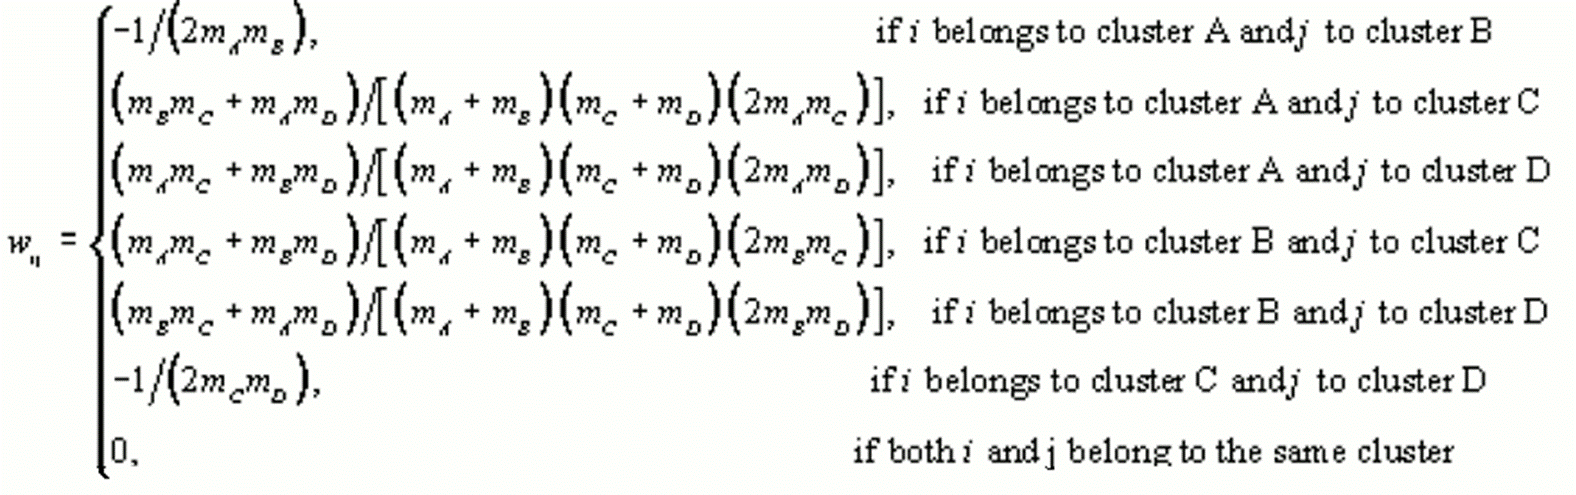 −1/(2m_A m_B), if i belongs to cluster A and j to cluster B
(m_B m_C + m_A m_D)/[(m_A + m_B)(m_C + m_D)(2m_A m_C)], if i belongs to cluster A and j to cluster C
(m_A m_C + m_B m_D)/[(m_A + m_B)(m_C + m_D)(2m_A m_D)], if i belongs to cluster A and j to cluster D
w_ij = { (m_A m_C + m_B m_D)/[(m_A + m_B)(m_C + m_D)(2m_B m_C)], if i belongs to cluster B and j to cluster C
(m_B m_C + m_A m_D)/[(m_A + m_B)(m_C + m_D)(2m_B m_D)], if i belongs to cluster B and j to cluster D
−1/(2m_C m_D), if i belongs to cluster C and j to cluster D
0, if both i and j belong to the same cluster